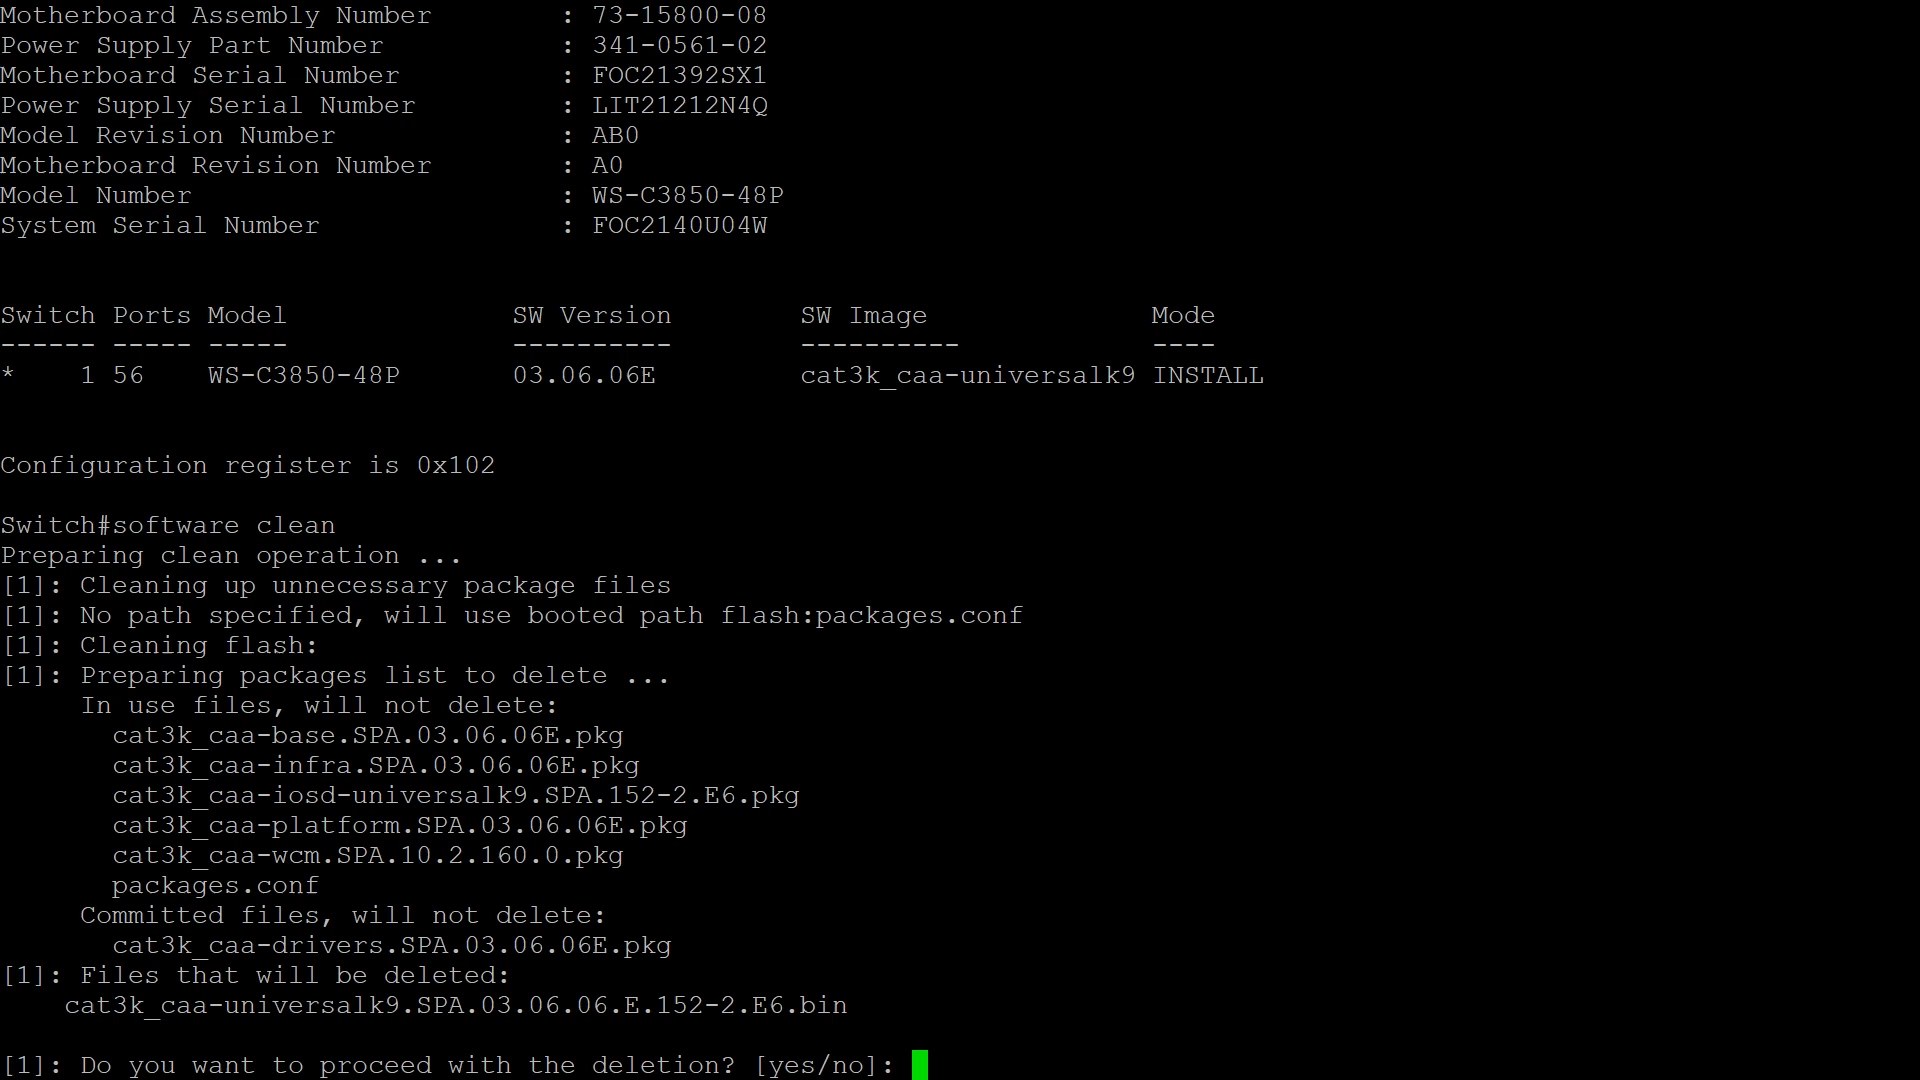 Motherboard Assembly Number : 73-15800-08
Power Supply Part Number : 341-0561-02
Motherboard Serial Number : FOC21392SX1
Power Supply Serial Number : LIT21212N4Q
Model Revision Number : AB0
Motherboard Revision Number : A0
Model Number : WS-C3850-48P
System Serial Number : FOC2140U04W
Switch Ports Model SW Version SW Image Mode
------ ----- ----- ---------- ---------- ----
* 1 56 WS-C3850-48P 03.06.06E cat3k_caa-universalk9 INSTALL
Configuration register is 0x102
Switch#software clean
Preparing clean operation ...
[1]: Cleaning up unnecessary package files
[1]: No path specified, will use booted path flash:packages.conf
[1]: Cleaning flash:
[1]: Preparing packages list to delete ...
In use files, will not delete:
cat3k_caa-base.SPA.03.06.06E.pkg
cat3k_caa-infra.SPA.03.06.06E.pkg
cat3k_caa-iosd-universalk9.SPA.152-2.E6.pkg
cat3k_caa-platform.SPA.03.06.06E.pkg
cat3k_caa-wcm.SPA.10.2.160.0.pkg
packages.conf
Committed files, will not delete:
cat3k_caa-drivers.SPA.03.06.06E.pkg
[1]: Files that will be deleted:
cat3k_caa-universalk9.SPA.03.06.06.E.152-2.E6.bin
[1]: Do you want to proceed with the deletion? [yes/no]: